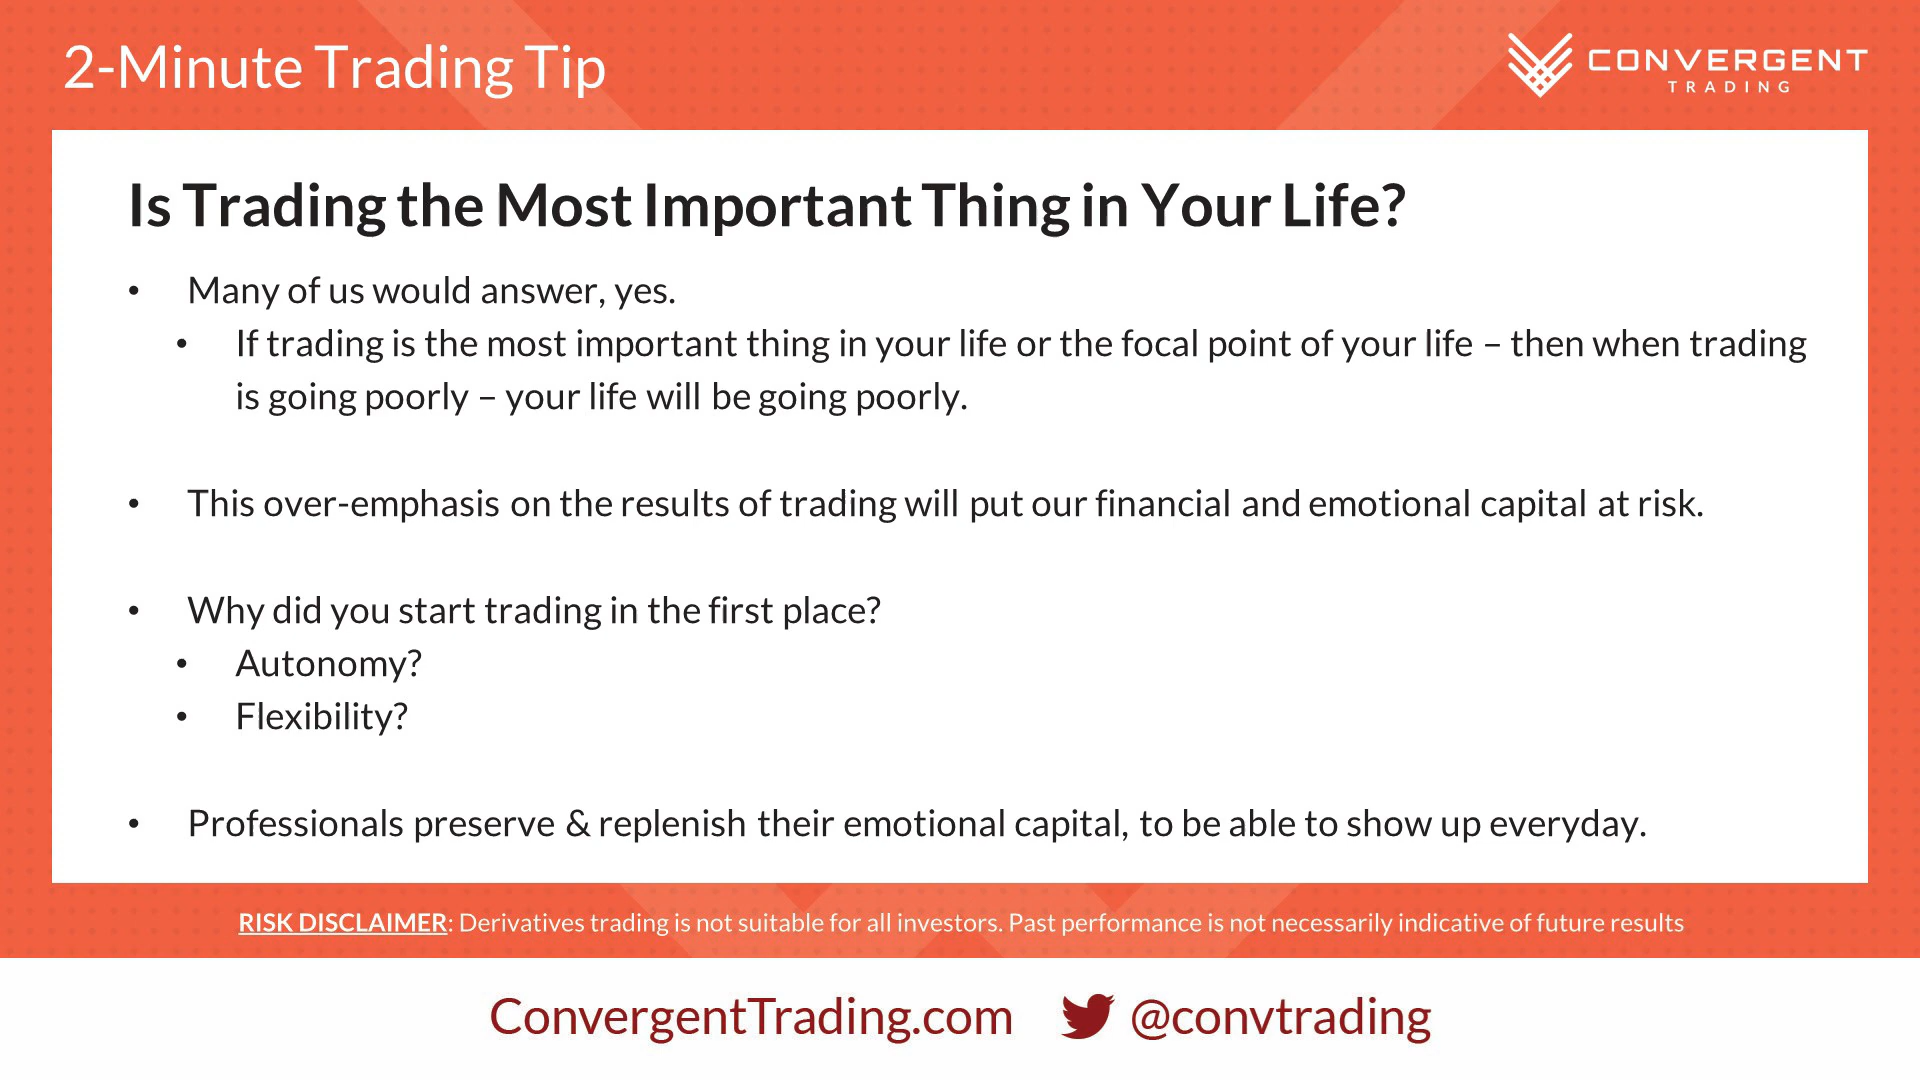 2-Minute Trading Tip
CONVERGENT
TRADING
Is Trading the Most Important Thing in Your Life?
• Many of us would answer, yes.
• If trading is the most important thing in your life or the focal point of your life – then when trading
is going poorly – your life will be going poorly.
• This over-emphasis on the results of trading will put our financial and emotional capital at risk.
• Why did you start trading in the first place?
• Autonomy?
• Flexibility?
• Professionals preserve & replenish their emotional capital, to be able to show up everyday.
RISK DISCLAIMER: Derivatives trading is not suitable for all investors. Past performance is not necessarily indicative of future results
ConvergentTrading.com @convtrading